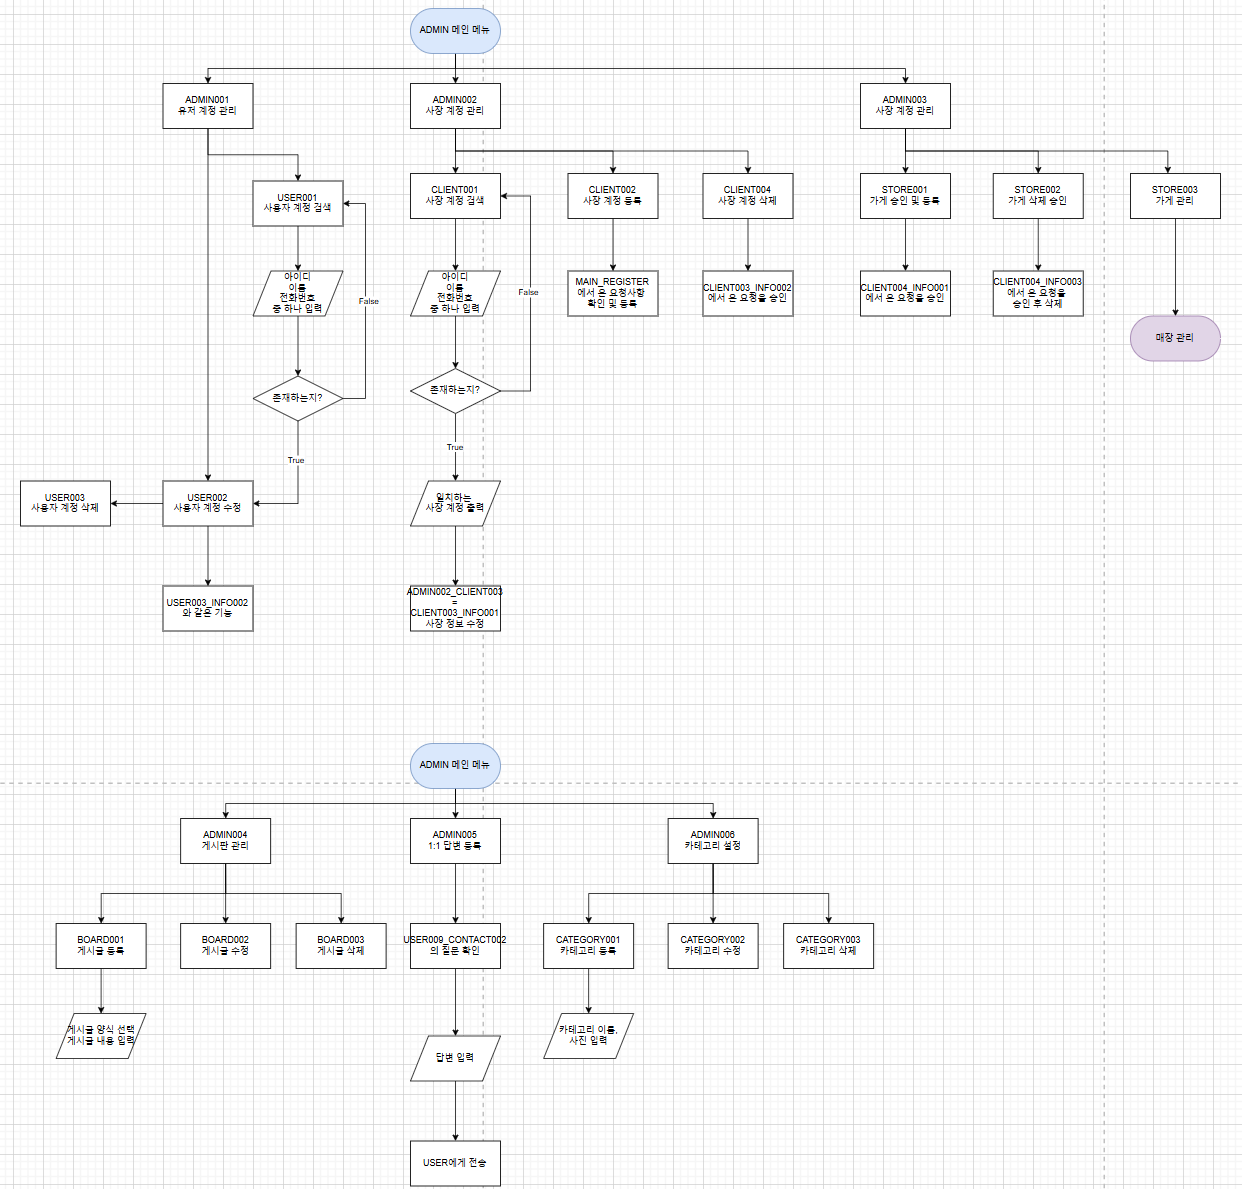 ADMIN 메인 메뉴
ADMIN001
유저 계정 관리
ADMIN002
사장 계정 관리
ADMIN003
사장 계정 관리
USER001
사용자 계정 검색
CLIENT001
사장 계정 검색
CLIENT002
사장 계정 등록
CLIENT004
사장 계정 삭제
STORE001
가게 승인 및 등록
STORE002
가게 삭제 승인
STORE003
가게 관리
아이디
이름
전화번호
중 하나 입력
False
아이디
이름
전화번호
중 하나 입력
False
MAIN_REGISTER
에서 온 요청사항
확인 및 등록
CLIENT003_INFO002
에서 온 요청을 승인
CLIENT004_INFO001
에서 온 요청을 승인
CLIENT004_INFO003
에서 온 요청을
승인 후 삭제
매장 관리
존재하는지?
존재하는지?
True
True
USER003
사용자 계정 삭제
USER002
사용자 계정 수정
일치하는
사장 계정 출력
USER003_INFO002
와 같은 기능
ADMIN002_CLIENT003
=
CLIENT003_INFO001
사장 정보 수정
ADMIN 메인 메뉴
ADMIN004
게시판 관리
ADMIN005
1:1 답변 등록
ADMIN006
카테고리 설정
BOARD001
게시글 등록
BOARD002
게시글 수정
BOARD003
게시글 삭제
USER009_CONTACT002
의 질문 확인
CATEGORY001
카테고리 등록
CATEGORY002
카테고리 수정
CATEGORY003
카테고리 삭제
게시글 양식 선택
게시글 내용 입력
답변 입력
카테고리 이름,
사진 입력
USER에게 전송